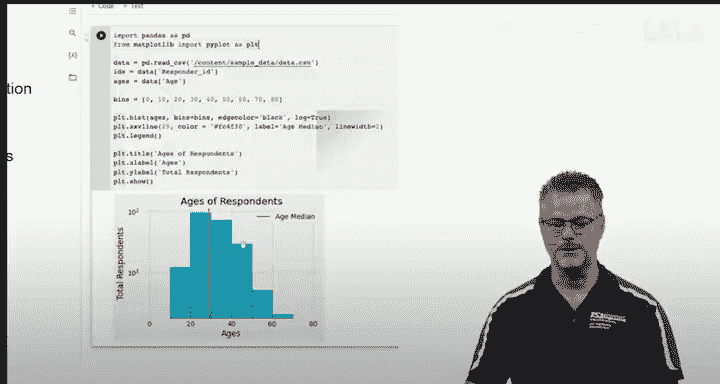 + Code + Text
import pandas as pd
from matplotlib import pyplot as plt
data = pd.read_csv('/content/sample_data/data.csv')
ids = data['Responder_id']
ages = data['Age']
bins = [0, 10, 20, 30, 40, 50, 60, 70, 80]
plt.hist(ages, bins=bins, edgecolor='black', log=True)
plt.axvline(29, color = '#fc4f30', label='Age Median', linewidth=2)
plt.legend()
plt.title('Ages of Respondents')
plt.xlabel('Ages')
plt.ylabel('Total Respondents')
plt.show()
{x}
tion
s
Ages of Respondents
Age Median
Total Respondents
10²
10¹
0 20 40 60 80
Ages